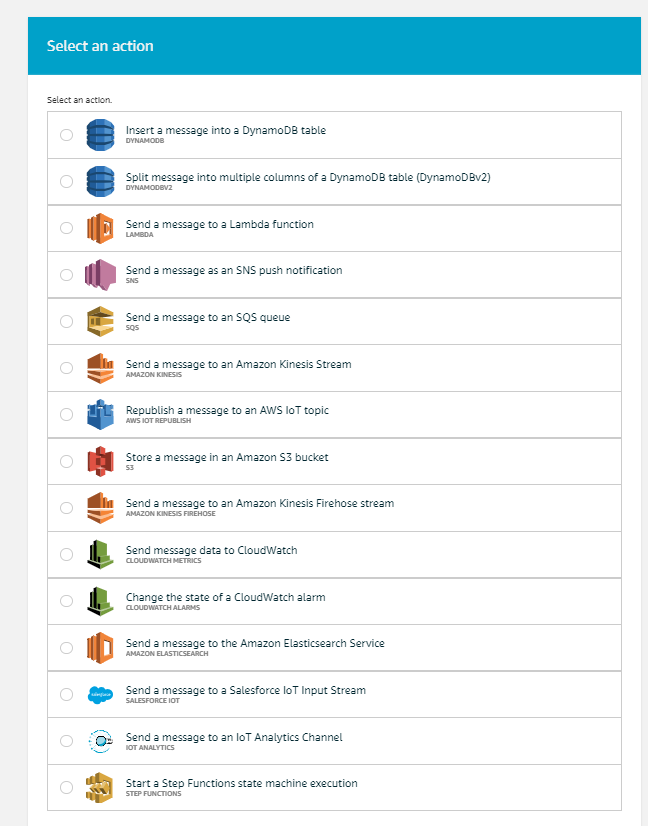 Select an action
Select an action.
Insert a message into a DynamoDB table
DYNAMODB
Split message into multiple columns of a DynamoDB table (DynamoDBv2)
DYNAMODBV2
Send a message to a Lambda function
LAMBDA
Send a message as an SNS push notification
SNS
Send a message to an SQS queue
SQS
Send a message to an Amazon Kinesis Stream
AMAZON KINESIS
Republish a message to an AWS IoT topic
AWS IOT REPUBLISH
Store a message in an Amazon S3 bucket
S3
Send a message to an Amazon Kinesis Firehose stream
AMAZON KINESIS FIREHOSE
Send message data to CloudWatch
CLOUDWATCH METRICS
Change the state of a CloudWatch alarm
CLOUDWATCH ALARMS
Send a message to the Amazon Elasticsearch Service
AMAZON ELASTICSEARCH
salesforce
Send a message to a Salesforce IoT Input Stream
SALESFORCE IOT
Send a message to an IoT Analytics Channel
IOT ANALYTICS
Start a Step Functions state machine execution
STEP FUNCTIONS